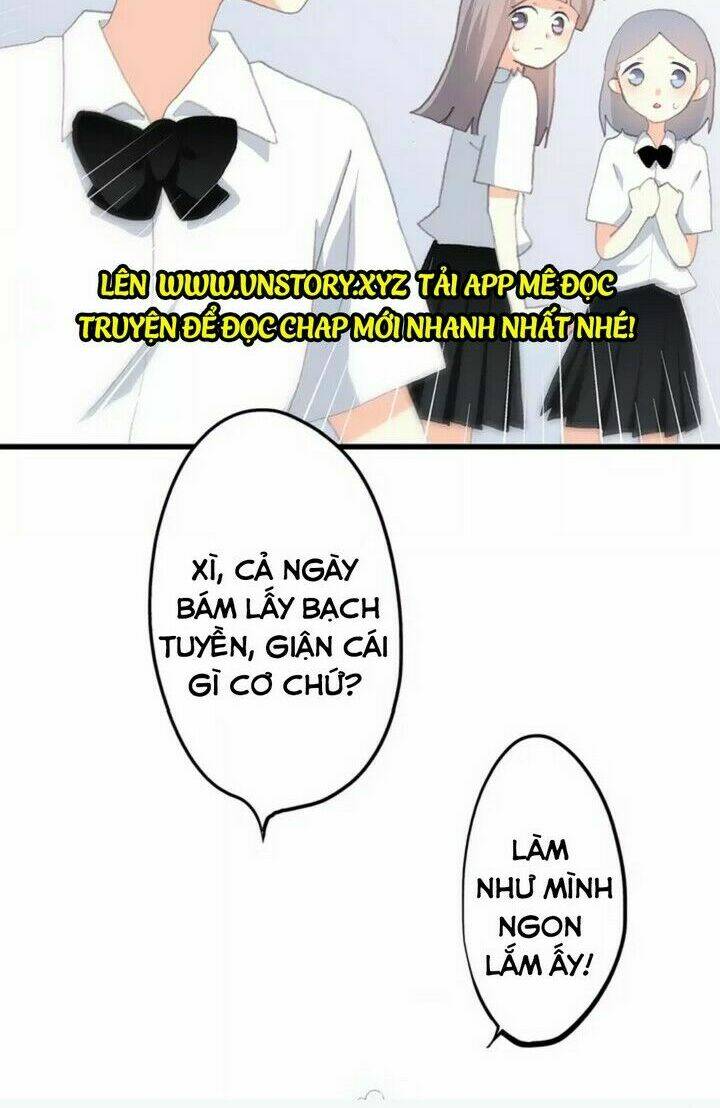 LÊN WWW.VNSTORY.XYZ TẢI APP MÊ ĐỌC
TRUYỆN ĐỂ ĐỌC CHAP MỚI NHANH NHẤT NHÉ!
XÌ, CẢ NGÀY
BÁM LẤY BẠCH
TUYỀN, GIẬN CÁI
GÌ CƠ CHỨ?
LÀM
NHƯ MÌNH
NGON
LẮM ẤY!